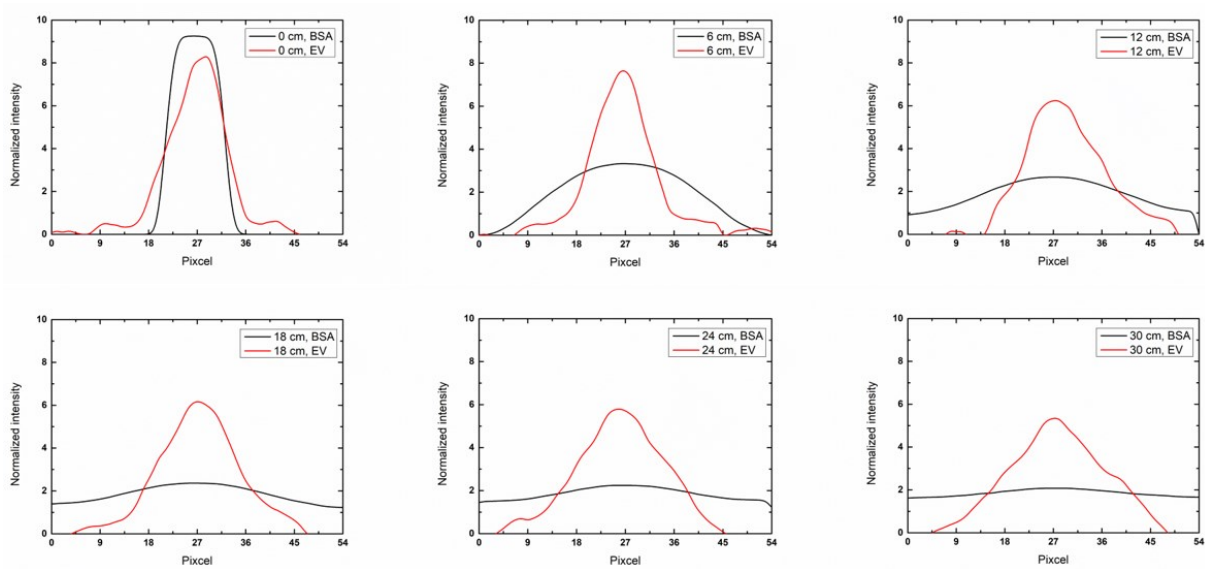 10
8
6
4
2
0
Normalized intensity
0 cm, BSA
0 cm, EV
0 9 18 27 36 45 54
Pixcel
10
8
6
4
2
0
Normalized intensity
6 cm, BSA
6 cm, EV
0 9 18 27 36 45 54
Pixcel
10
8
6
4
2
0
Normalized intensity
12 cm, BSA
12 cm, EV
0 9 18 27 36 45 54
Pixcel
10
8
6
4
2
0
Normalized intensity
18 cm, BSA
18 cm, EV
0 9 18 27 36 45 54
Pixcel
10
8
6
4
2
0
Normalized intensity
24 cm, BSA
24 cm, EV
0 9 18 27 36 45 54
Pixcel
10
8
6
4
2
0
Normalized intensity
30 cm, BSA
30 cm, EV
0 9 18 27 36 45 54
Pixcel